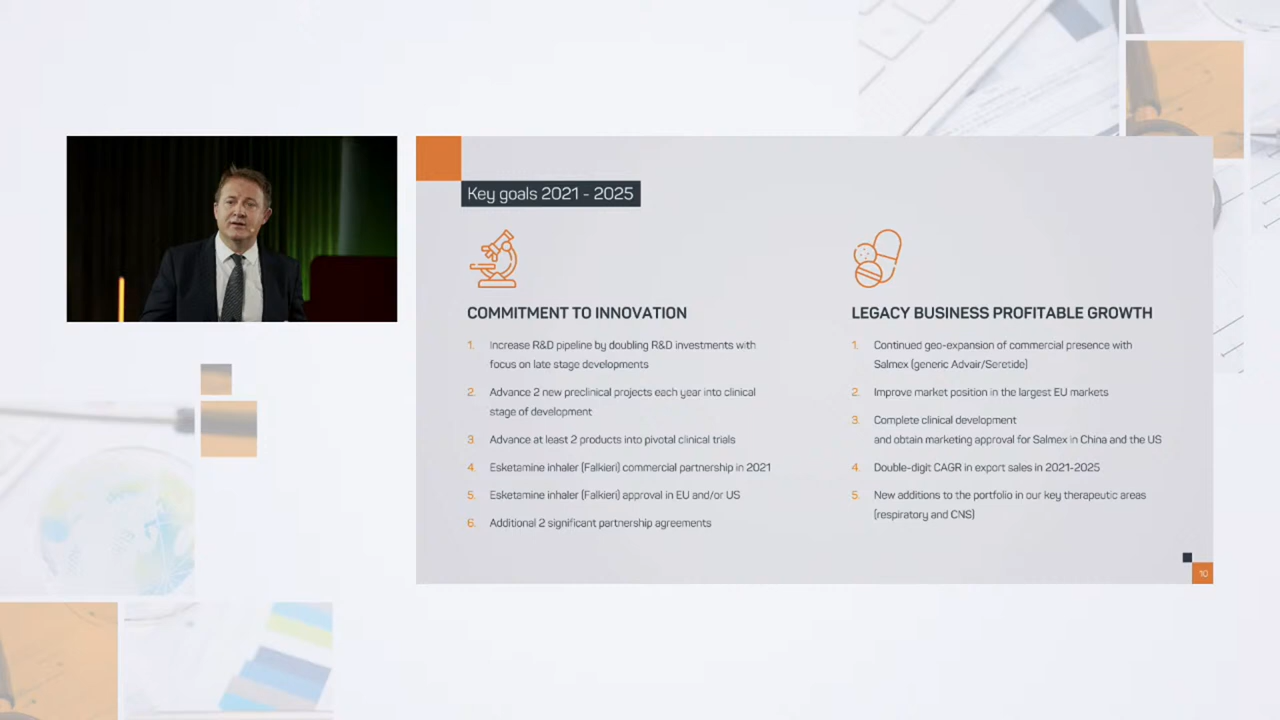 Key goals 2021 - 2025
COMMITMENT TO INNOVATION
1. Increase R&D pipeline by doubling R&D investments with
focus on late stage developments
2. Advance 2 new preclinical projects each year into clinical
stage of development
3. Advance at least 2 products into pivotal clinical trials
4. Esketamine inhaler (Falkieri) commercial partnership in 2021
5. Esketamine inhaler (Falkieri) approval in EU and/or US
6. Additional 2 significant partnership agreements
LEGACY BUSINESS PROFITABLE GROWTH
1. Continued geo-expansion of commercial presence with
Salmex (generic Advair/Seretide)
2. Improve market position in the largest EU markets
3. Complete clinical development
and obtain marketing approval for Salmex in China and the US
4. Double-digit CAGR in export sales in 2021-2025
5. New additions to the portfolio in our key therapeutic areas
(respiratory and CNS)
10